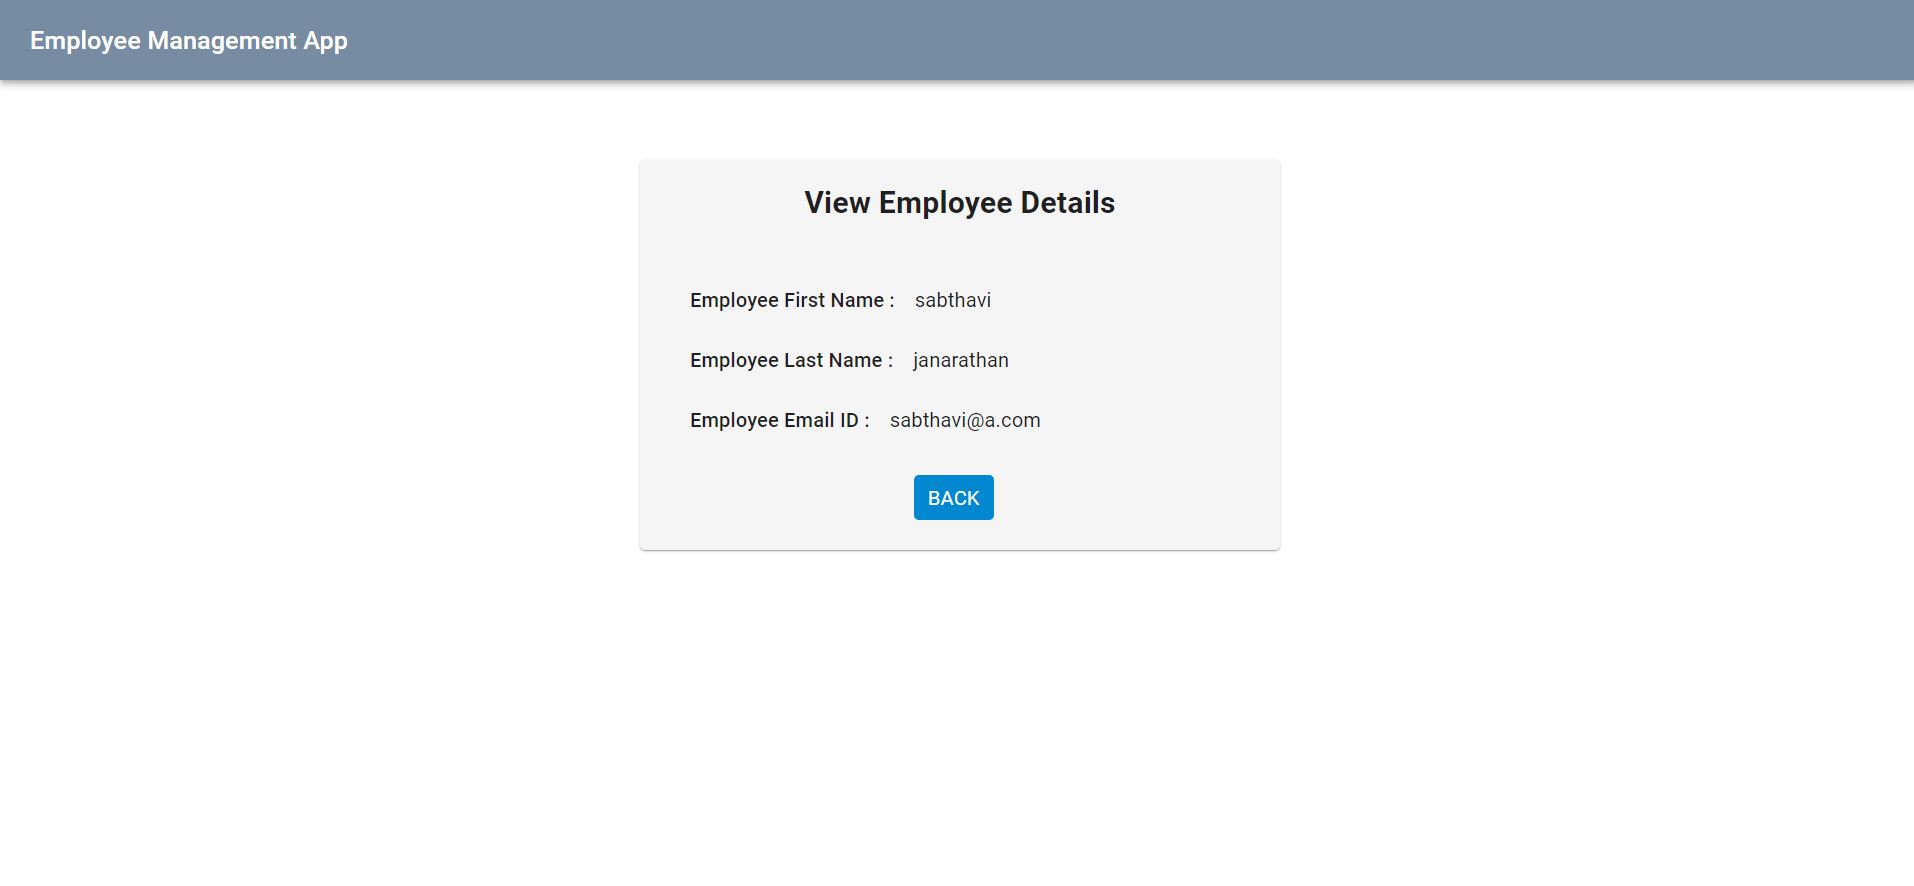 Employee Management App
View Employee Details
Employee First Name : sabthavi
Employee Last Name : janarathan
Employee Email ID : sabthavi@a.com
BACK